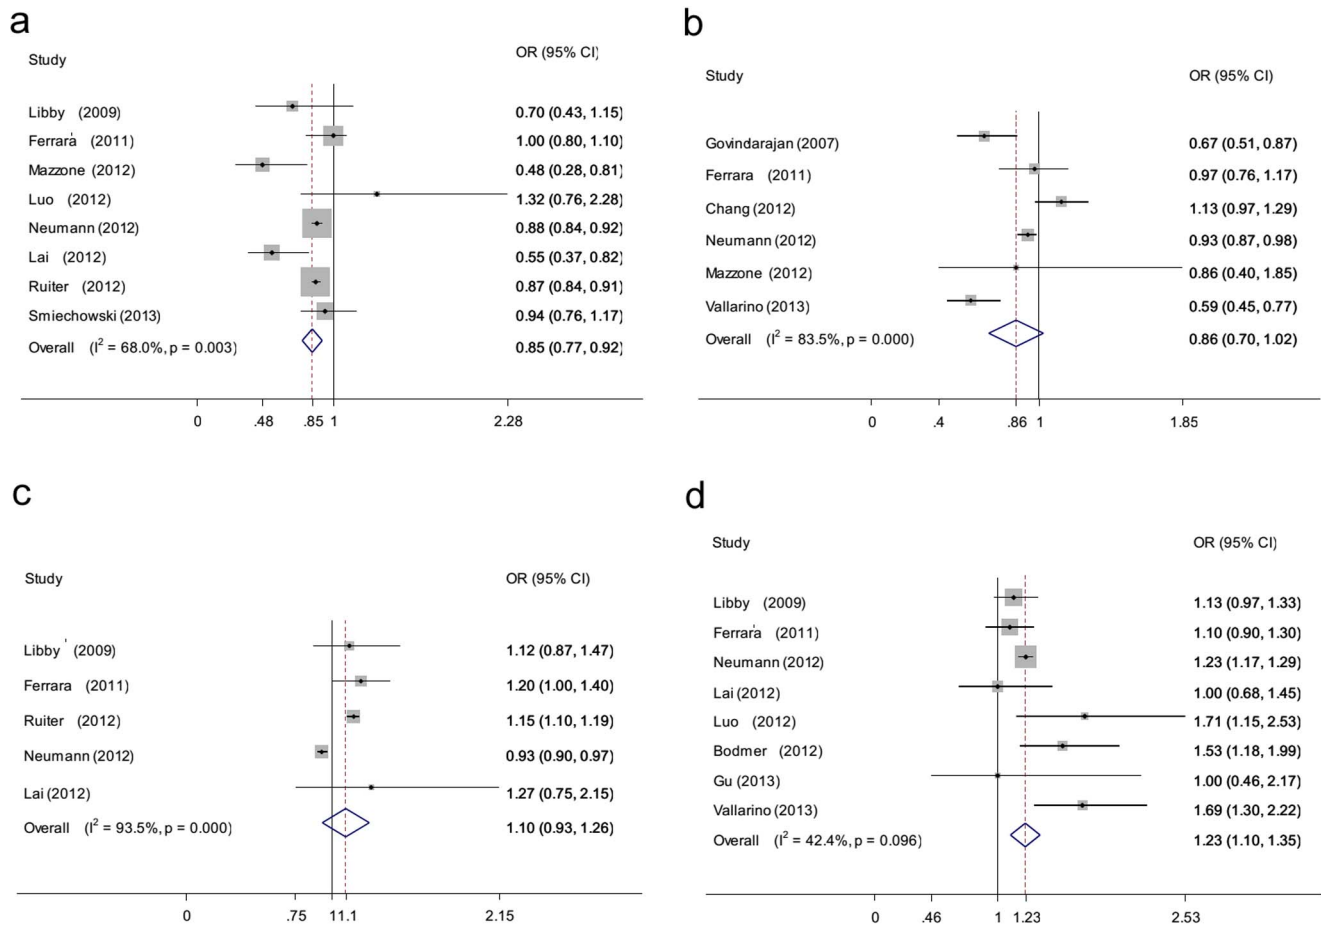 a
Study OR (95% CI)
Libby (2009) 0.70 (0.43, 1.15)
Ferrara (2011) 1.00 (0.80, 1.10)
Mazzone (2012) 0.48 (0.28, 0.81)
Luo (2012) 1.32 (0.76, 2.28)
Neumann (2012) 0.88 (0.84, 0.92)
Lai (2012) 0.55 (0.37, 0.82)
Ruiter (2012) 0.87 (0.84, 0.91)
Smiechowski (2013) 0.94 (0.76, 1.17)
Overall (I² = 68.0%, p = 0.003) 0.85 (0.77, 0.92)
0 .48 .85 1 2.28
b
Study OR (95% CI)
Govindarajan (2007) 0.67 (0.51, 0.87)
Ferrara (2011) 0.97 (0.76, 1.17)
Chang (2012) 1.13 (0.97, 1.29)
Neumann (2012) 0.93 (0.87, 0.98)
Mazzone (2012) 0.86 (0.40, 1.85)
Vallarino (2013) 0.59 (0.45, 0.77)
Overall (I² = 83.5%, p = 0.000) 0.86 (0.70, 1.02)
0 .4 .86 1 1.85
c
Study OR (95% CI)
Libby (2009) 1.12 (0.87, 1.47)
Ferrara (2011) 1.20 (1.00, 1.40)
Ruiter (2012) 1.15 (1.10, 1.19)
Neumann (2012) 0.93 (0.90, 0.97)
Lai (2012) 1.27 (0.75, 2.15)
Overall (I² = 93.5%, p = 0.000) 1.10 (0.93, 1.26)
0 .75 11.1 2.15
d
Study OR (95% CI)
Libby (2009) 1.13 (0.97, 1.33)
Ferrara (2011) 1.10 (0.90, 1.30)
Neumann (2012) 1.23 (1.17, 1.29)
Lai (2012) 1.00 (0.68, 1.45)
Luo (2012) 1.71 (1.15, 2.53)
Bodmer (2012) 1.53 (1.18, 1.99)
Gu (2013) 1.00 (0.46, 2.17)
Vallarino (2013) 1.69 (1.30, 2.22)
Overall (I² = 42.4%, p = 0.096) 1.23 (1.10, 1.35)
0 .46 1 1.23 2.53